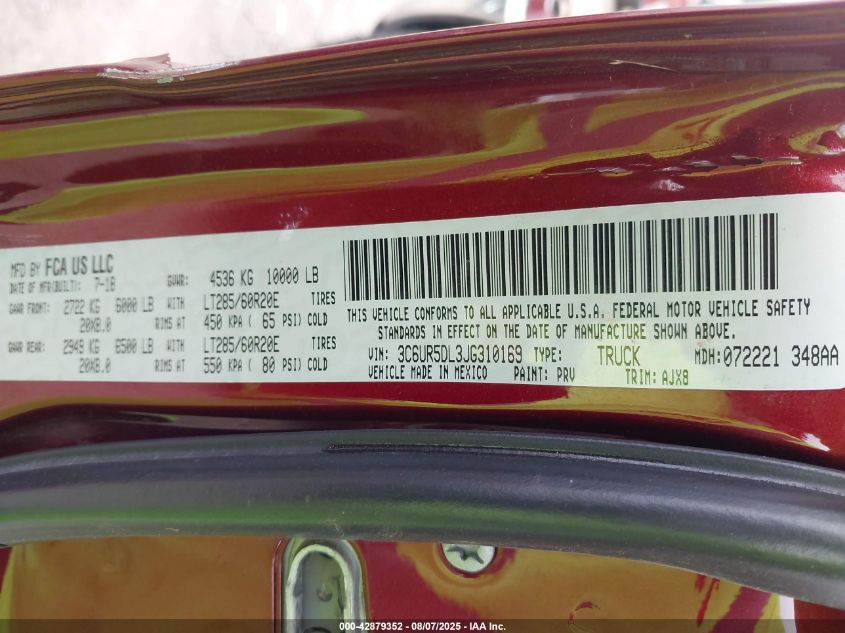 MFD BY FCA US LLC
DATE OF MFR(BUILT): 7-18
GVWR: 4536 KG 10000 LB
GAWR FRONT: 2722 KG 6000 LB WITH LT285/60R20E TIRES
20X8.0 RIMS AT 450 KPA ( 65 PSI) COLD
GAWR REAR: 2949 KG 6500 LB WITH LT285/60R20E TIRES
20X8.0 RIMS AT 550 KPA ( 80 PSI) COLD
THIS VEHICLE CONFORMS TO ALL APPLICABLE U.S.A. FEDERAL MOTOR VEHICLE SAFETY
STANDARDS IN EFFECT ON THE DATE OF MANUFACTURE SHOWN ABOVE.
VIN: 3C6UR5DL3JG310169 TYPE: TRUCK MDH:072221 348AA
VEHICLE MADE IN MEXICO PAINT: PRV TRIM: AJX8
000-42879352 - 08/07/2025 - IAA Inc.